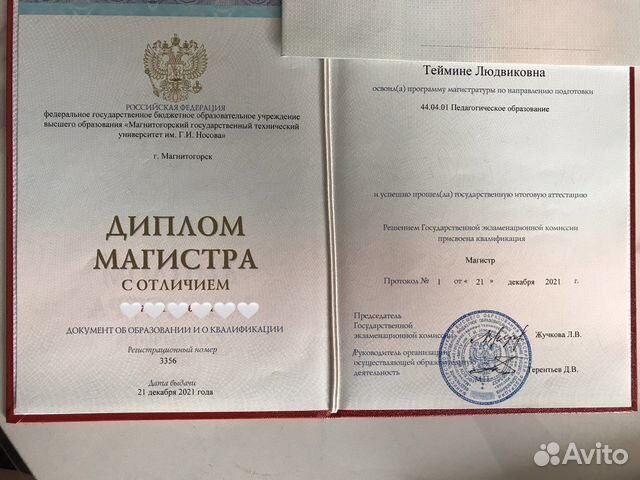 РОССИЙСКАЯ ФЕДЕРАЦИЯ
федеральное государственное бюджетное образовательное учреждение
высшего образования «Магнитогорский государственный технический
университет им. Г.И. Носова»
г. Магнитогорск
ДИПЛОМ
МАГИСТРА
С ОТЛИЧИЕМ
ДОКУМЕНТ ОБ ОБРАЗОВАНИИ И О КВАЛИФИКАЦИИ
Регистрационный номер
3356
Дата выдачи
21 декабря 2021 года
Теймине Людвиковна
освоил(а) программу магистратуры по направлению подготовки
44.04.01 Педагогическое образование
и успешно прошел(ла) государственную итоговую аттестацию
Решением Государственной экзаменационной комиссии
присвоена квалификация
Магистр
Протокол № 1 от « 21 » декабря 2021 г.
Председатель
Государственной
экзаменационной комиссии Жучкова Л.В.
Руководитель организации,
осуществляющей образовательную
деятельность Терентьев Д.В.
М.П.
Avito